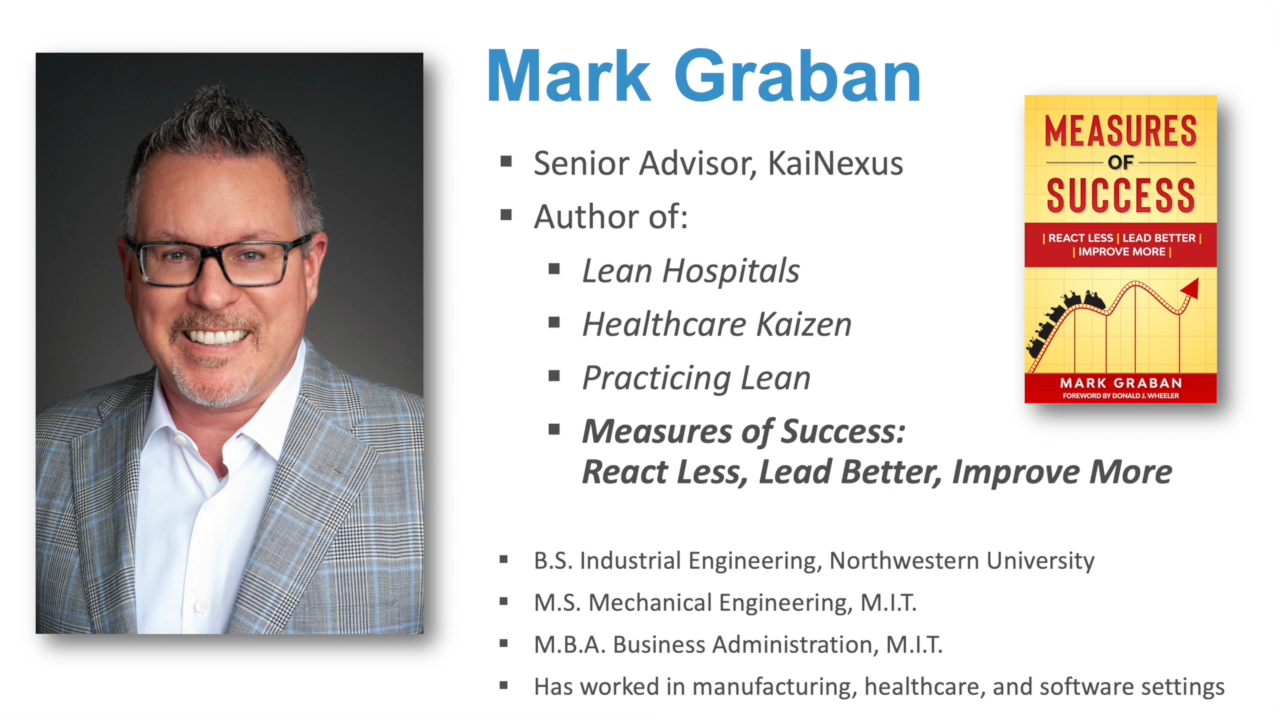 Mark Graban
▪ Senior Advisor, KaiNexus
▪ Author of:
▪ Lean Hospitals
▪ Healthcare Kaizen
▪ Practicing Lean
▪ Measures of Success:
React Less, Lead Better, Improve More
▪ B.S. Industrial Engineering, Northwestern University
▪ M.S. Mechanical Engineering, M.I.T.
▪ M.B.A. Business Administration, M.I.T.
▪ Has worked in manufacturing, healthcare, and software settings
MEASURES
OF
SUCCESS
| REACT LESS | LEAD BETTER |
| IMPROVE MORE |
MARK GRABAN
FOREWORD BY DONALD J. WHEELER